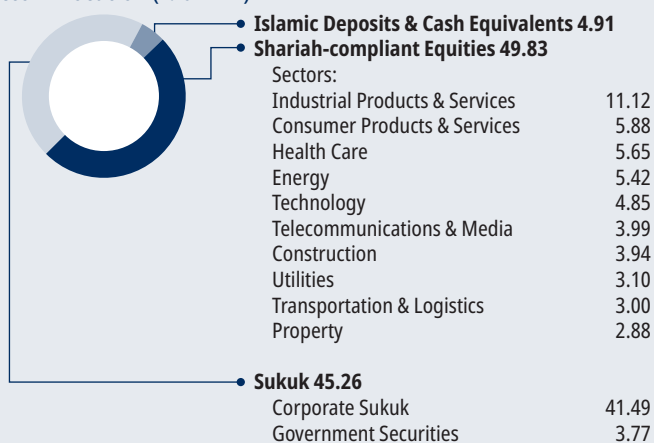 Islamic Deposits & Cash Equivalents 4.91
Shariah-compliant Equities 49.83
Sectors:
Industrial Products & Services 11.12
Consumer Products & Services 5.88
Health Care 5.65
Energy 5.42
Technology 4.85
Telecommunications & Media 3.99
Construction 3.94
Utilities 3.10
Transportation & Logistics 3.00
Property 2.88
Sukuk 45.26
Corporate Sukuk 41.49
Government Securities 3.77